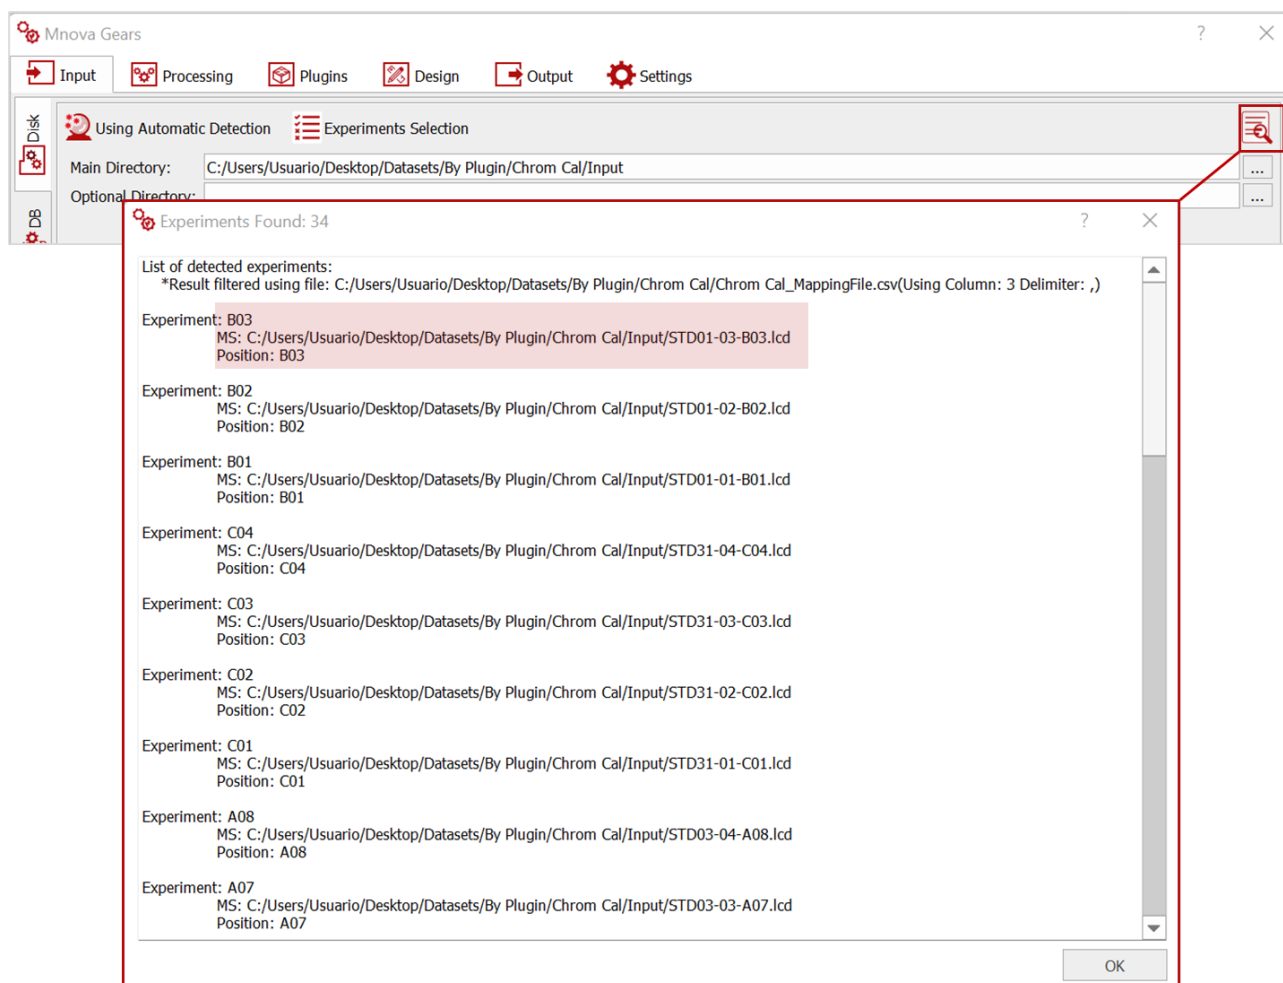 Mnova Gears
?
Input
Processing
Plugins
Design
Output
Settings
Disk
Using Automatic Detection
Experiments Selection
Main Directory:
C:/Users/Usuario/Desktop/Datasets/By Plugin/Chrom Cal/Input
...
Optional Directory:
...
DB
Experiments Found: 34
?
List of detected experiments:
*Result filtered using file: C:/Users/Usuario/Desktop/Datasets/By Plugin/Chrom Cal/Chrom Cal_MappingFile.csv(Using Column: 3 Delimiter: ,)
Experiment: B03
MS: C:/Users/Usuario/Desktop/Datasets/By Plugin/Chrom Cal/Input/STD01-03-B03.lcd
Position: B03
Experiment: B02
MS: C:/Users/Usuario/Desktop/Datasets/By Plugin/Chrom Cal/Input/STD01-02-B02.lcd
Position: B02
Experiment: B01
MS: C:/Users/Usuario/Desktop/Datasets/By Plugin/Chrom Cal/Input/STD01-01-B01.lcd
Position: B01
Experiment: C04
MS: C:/Users/Usuario/Desktop/Datasets/By Plugin/Chrom Cal/Input/STD31-04-C04.lcd
Position: C04
Experiment: C03
MS: C:/Users/Usuario/Desktop/Datasets/By Plugin/Chrom Cal/Input/STD31-03-C03.lcd
Position: C03
Experiment: C02
MS: C:/Users/Usuario/Desktop/Datasets/By Plugin/Chrom Cal/Input/STD31-02-C02.lcd
Position: C02
Experiment: C01
MS: C:/Users/Usuario/Desktop/Datasets/By Plugin/Chrom Cal/Input/STD31-01-C01.lcd
Position: C01
Experiment: A08
MS: C:/Users/Usuario/Desktop/Datasets/By Plugin/Chrom Cal/Input/STD03-04-A08.lcd
Position: A08
Experiment: A07
MS: C:/Users/Usuario/Desktop/Datasets/By Plugin/Chrom Cal/Input/STD03-03-A07.lcd
Position: A07
OK